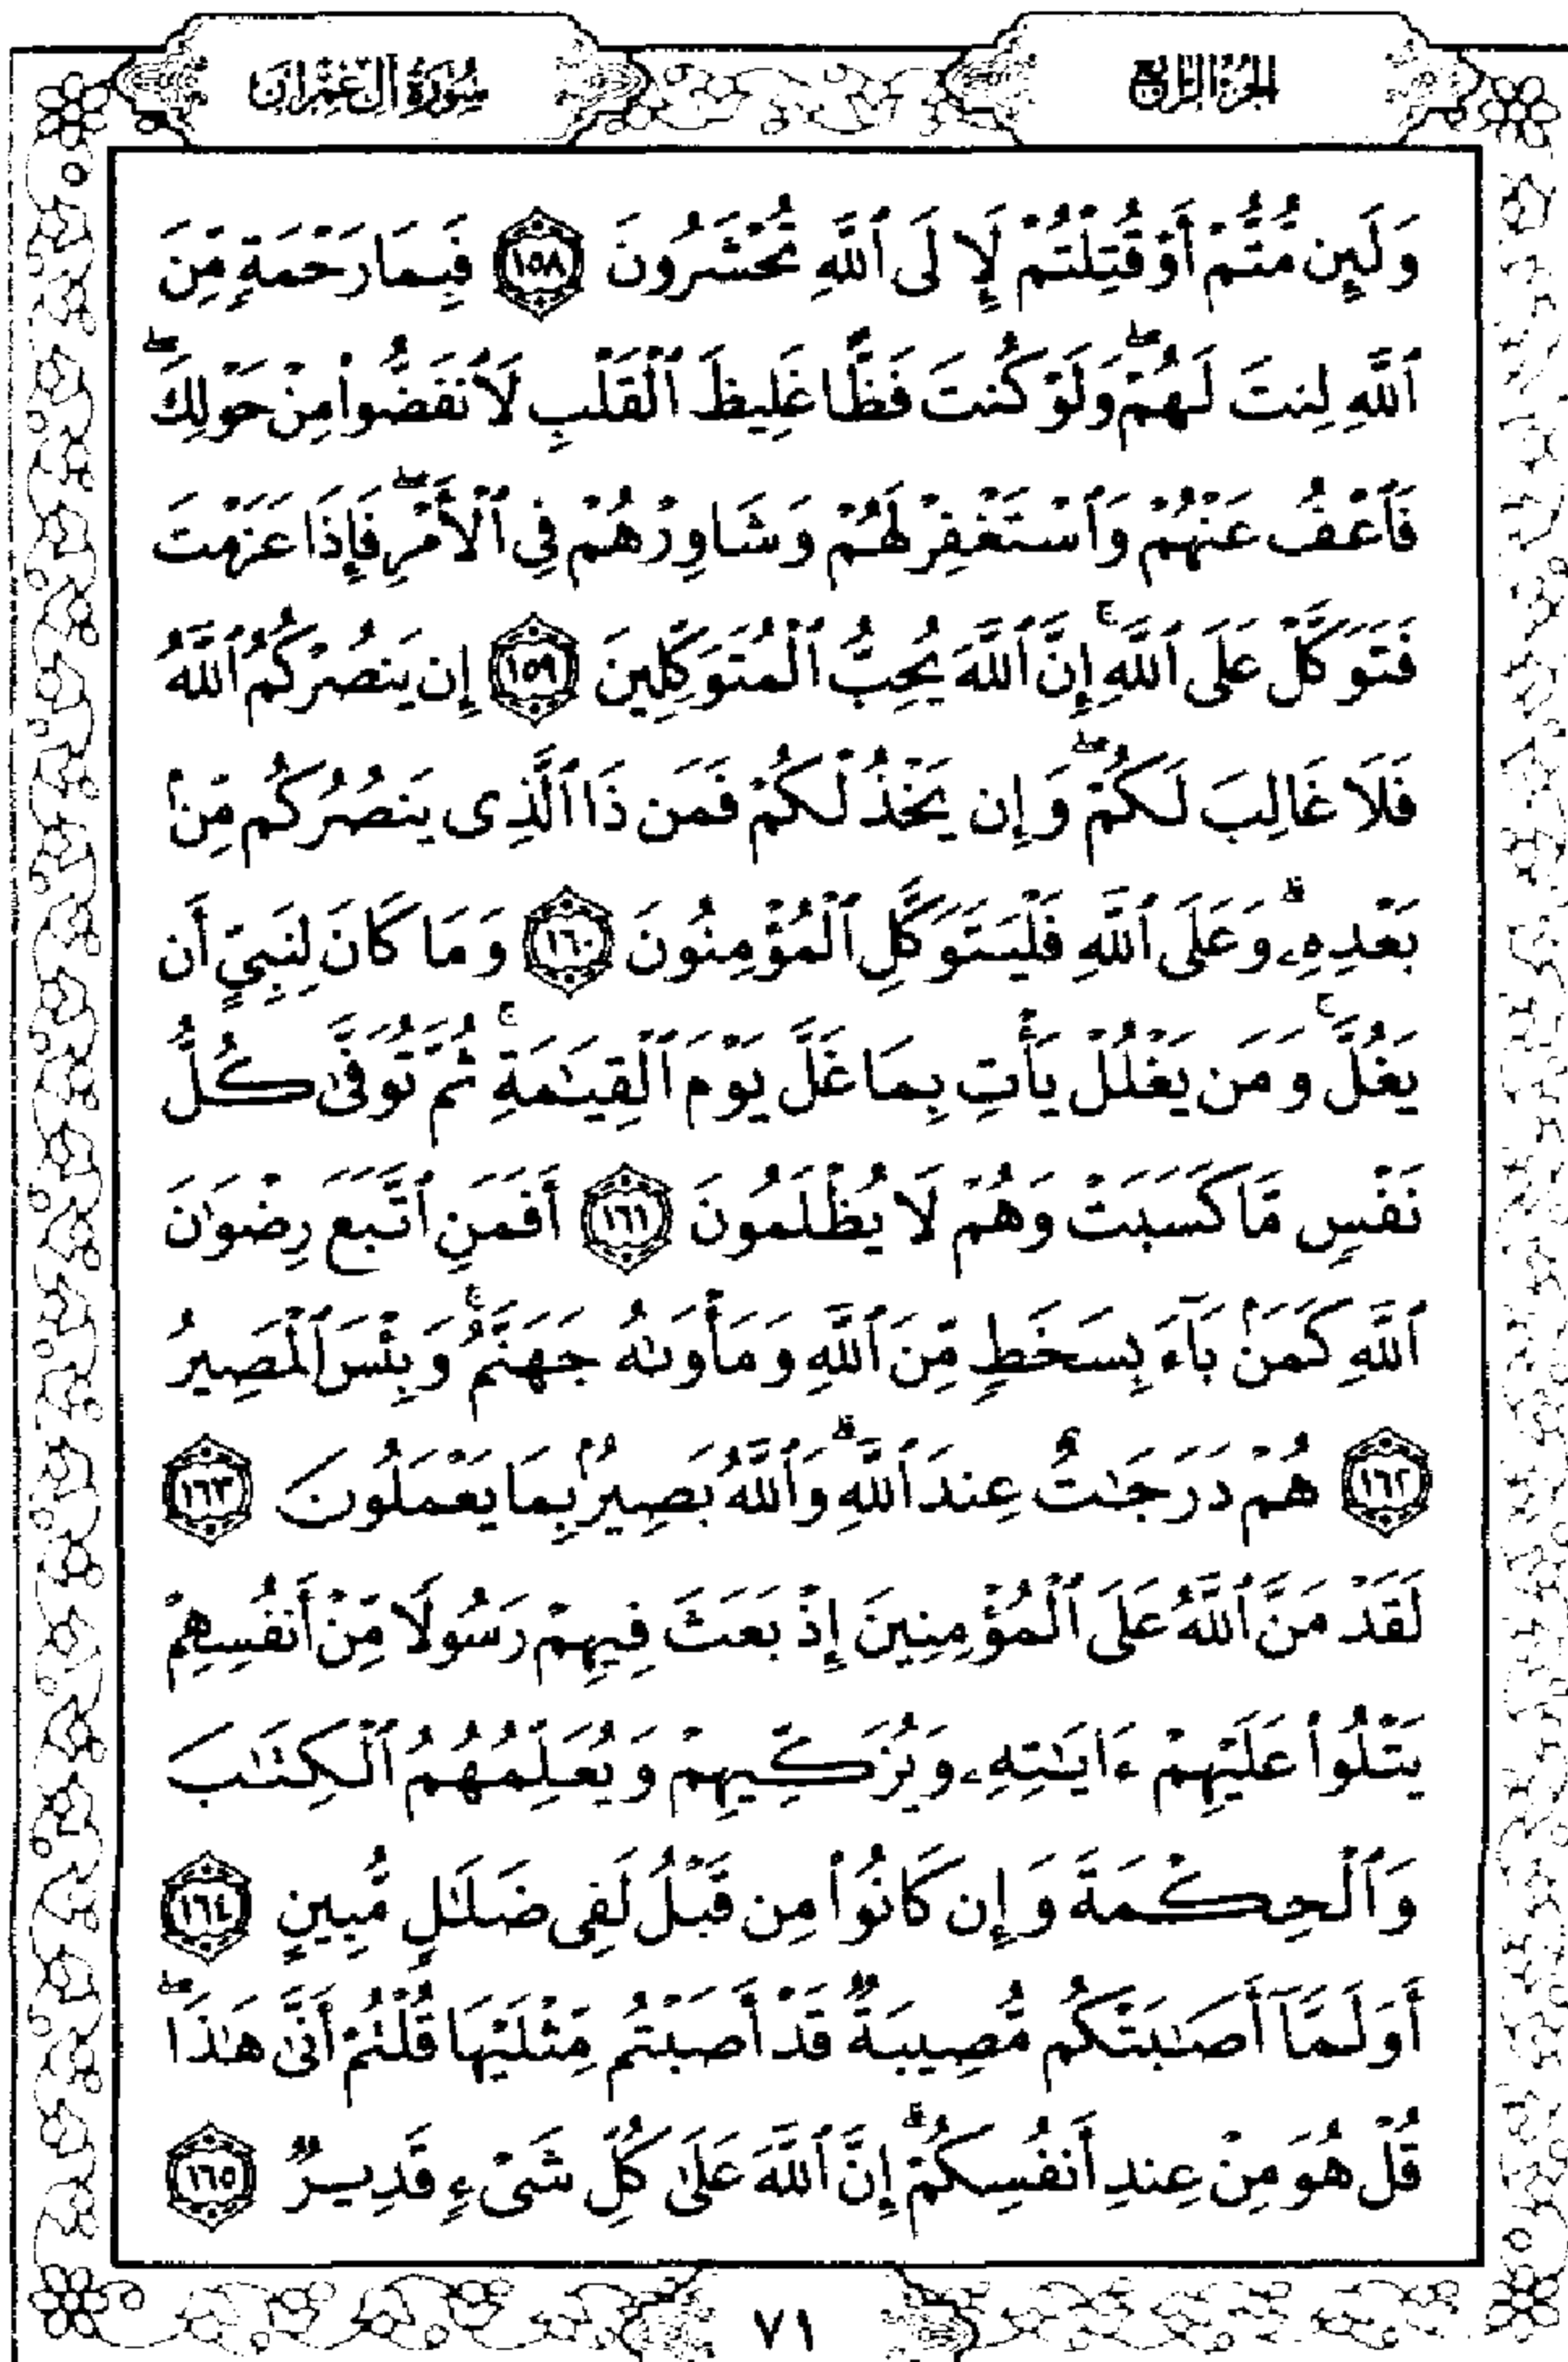 سُورَةُ آلِ عِمْرَانَ
الجُزْءُ الرَّابِعُ
وَلَئِن مُّتُّمْ أَوْ قُتِلْتُمْ لَإِلَى ٱللَّهِ تُحْشَرُونَ ١٥٨ فَبِمَا رَحْمَةٍ مِّنَ
ٱللَّهِ لِنتَ لَهُمْ ۖ وَلَوْ كُنتَ فَظًّا غَلِيظَ ٱلْقَلْبِ لَٱنفَضُّوا۟ مِنْ حَوْلِكَ ۖ
فَٱعْفُ عَنْهُمْ وَٱسْتَغْفِرْ لَهُمْ وَشَاوِرْهُمْ فِى ٱلْأَمْرِ ۖ فَإِذَا عَزَمْتَ
فَتَوَكَّلْ عَلَى ٱللَّهِ ۚ إِنَّ ٱللَّهَ يُحِبُّ ٱلْمُتَوَكِّلِينَ ١٥٩ إِن يَنصُرْكُمُ ٱللَّهُ
فَلَا غَالِبَ لَكُمْ ۖ وَإِن يَخْذُلْكُمْ فَمَن ذَا ٱلَّذِى يَنصُرُكُم مِّنۢ
بَعْدِهِۦ ۗ وَعَلَى ٱللَّهِ فَلْيَتَوَكَّلِ ٱلْمُؤْمِنُونَ ١٦٠ وَمَا كَانَ لِنَبِىٍّ أَن
يَغُلَّ ۚ وَمَن يَغْلُلْ يَأْتِ بِمَا غَلَّ يَوْمَ ٱلْقِيَـٰمَةِ ۚ ثُمَّ تُوَفَّىٰ كُلُّ
نَفْسٍ مَّا كَسَبَتْ وَهُمْ لَا يُظْلَمُونَ ١٦١ أَفَمَنِ ٱتَّبَعَ رِضْوَٰنَ
ٱللَّهِ كَمَنۢ بَآءَ بِسَخَطٍ مِّنَ ٱللَّهِ وَمَأْوَىٰهُ جَهَنَّمُ ۚ وَبِئْسَ ٱلْمَصِيرُ
١٦٢ هُمْ دَرَجَـٰتٌ عِندَ ٱللَّهِ ۗ وَٱللَّهُ بَصِيرٌۢ بِمَا يَعْمَلُونَ ١٦٣
لَقَدْ مَنَّ ٱللَّهُ عَلَى ٱلْمُؤْمِنِينَ إِذْ بَعَثَ فِيهِمْ رَسُولًا مِّنْ أَنفُسِهِمْ
يَتْلُوا۟ عَلَيْهِمْ ءَايَـٰتِهِۦ وَيُزَكِّيهِمْ وَيُعَلِّمُهُمُ ٱلْكِتَـٰبَ
وَٱلْحِكْمَةَ وَإِن كَانُوا۟ مِن قَبْلُ لَفِى ضَلَـٰلٍ مُّبِينٍ ١٦٤
أَوَلَمَّآ أَصَـٰبَتْكُم مُّصِيبَةٌ قَدْ أَصَبْتُم مِّثْلَيْهَا قُلْتُمْ أَنَّىٰ هَـٰذَا ۖ
قُلْ هُوَ مِنْ عِندِ أَنفُسِكُمْ ۗ إِنَّ ٱللَّهَ عَلَىٰ كُلِّ شَىْءٍ قَدِيرٌ ١٦٥
٧١